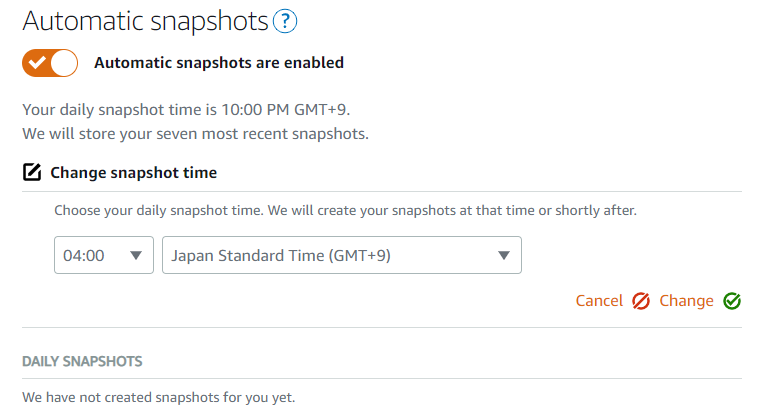 Automatic snapshots ?
Automatic snapshots are enabled
Your daily snapshot time is 10:00 PM GMT+9.
We will store your seven most recent snapshots.
Change snapshot time
Choose your daily snapshot time. We will create your snapshots at that time or shortly after.
04:00 Japan Standard Time (GMT+9)
Cancel Change
DAILY SNAPSHOTS
We have not created snapshots for you yet.